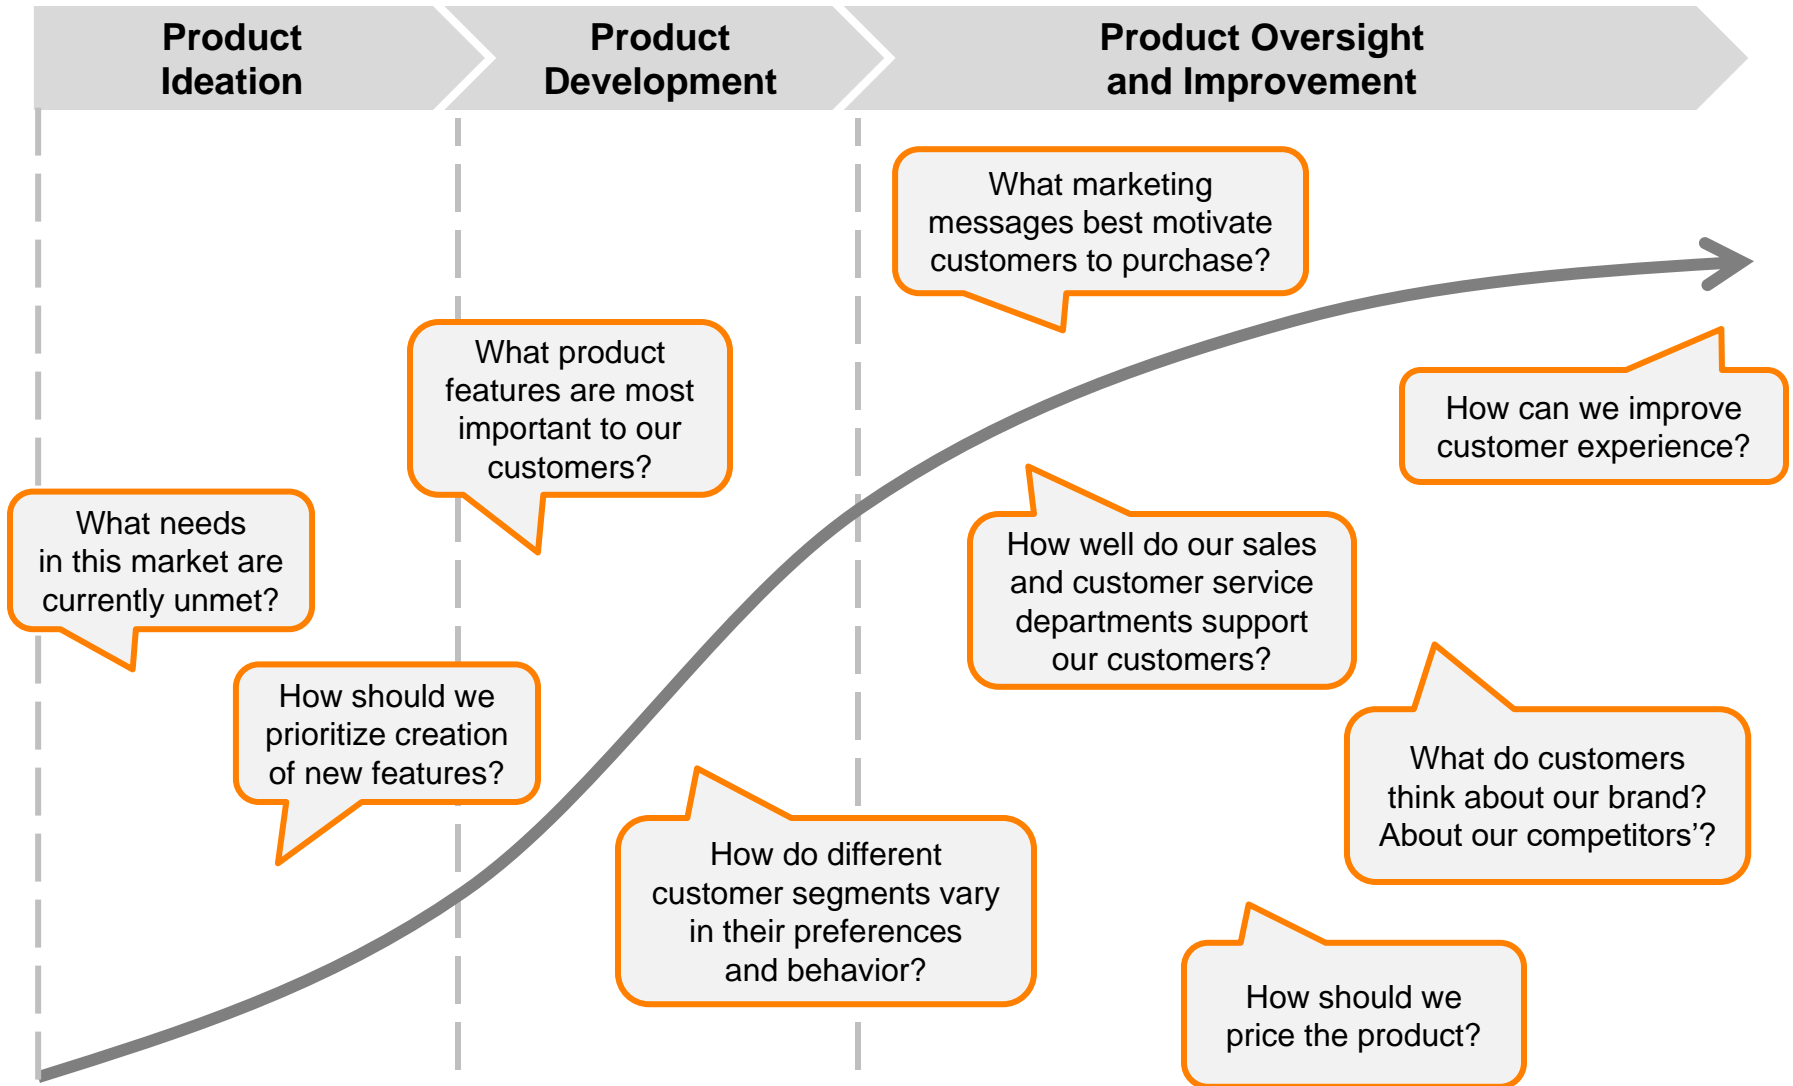 Product
Ideation
Product
Development
Product Oversight
and Improvement
What marketing
messages best motivate
customers to purchase?
What product
features are most
important to our
customers?
How can we improve
customer experience?
What needs
in this market are
currently unmet?
How well do our sales
and customer service
departments support
our customers?
How should we
prioritize creation
of new features?
What do customers
think about our brand?
About our competitors’?
How do different
customer segments vary
in their preferences
and behavior?
How should we
price the product?